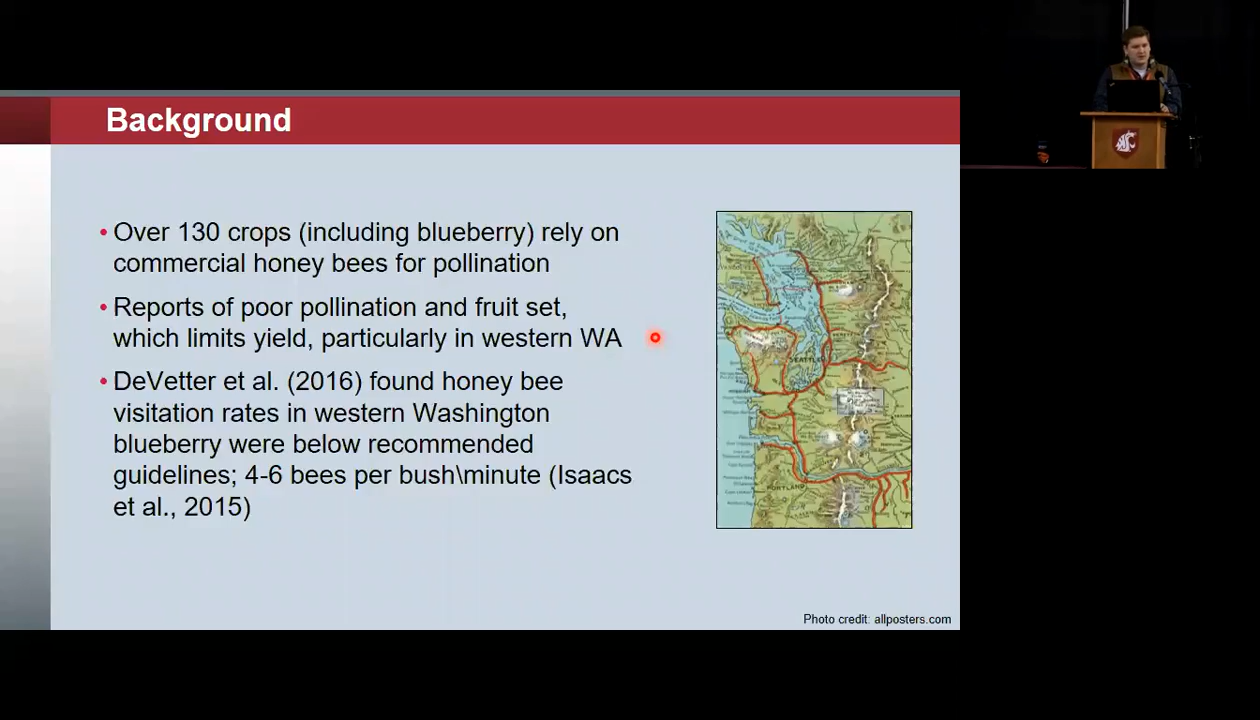 Background
• Over 130 crops (including blueberry) rely on
commercial honey bees for pollination
• Reports of poor pollination and fruit set,
which limits yield, particularly in western WA
• DeVetter et al. (2016) found honey bee
visitation rates in western Washington
blueberry were below recommended
guidelines; 4-6 bees per bush\minute (Isaacs
et al., 2015)
SEATTLE
PORTLAND
Photo credit: allposters.com